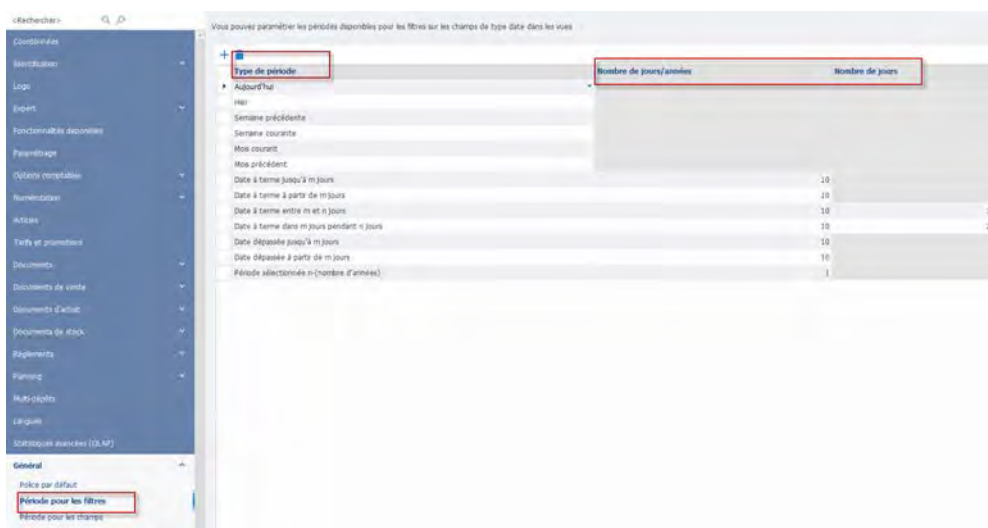 <Rechercher>
Vous pouvez paramétrer les périodes disponibles pour les filtres sur les champs de type date dans les vues
Coordonnées
Identification
Logo
Expert
Fonctionnalités disponibles
Paramétrage
Options comptables
Numérotation
Articles
Tarifs et promotions
Documents
Documents de vente
Documents d'achat
Documents de stock
Règlements
Planning
Multi-dépôts
Langues
Statistiques avancées (OLAP)
Général
Police par défaut
Période pour les filtres
Période pour les champs
Type de période Nombre de jours/années Nombre de jours
Aujourd'hui
Hier
Semaine précédente
Semaine courante
Mois courant
Mois précédent
Date à terme jusqu'à m jours 10
Date à terme à partir de m jours 10
Date à terme entre m et n jours 10
Date à terme dans m jours pendant n jours 10
Date dépassée jusqu'à m jours 10
Date dépassée à partir de m jours 10
Période sélectionnée n-(nombre d'années) 1